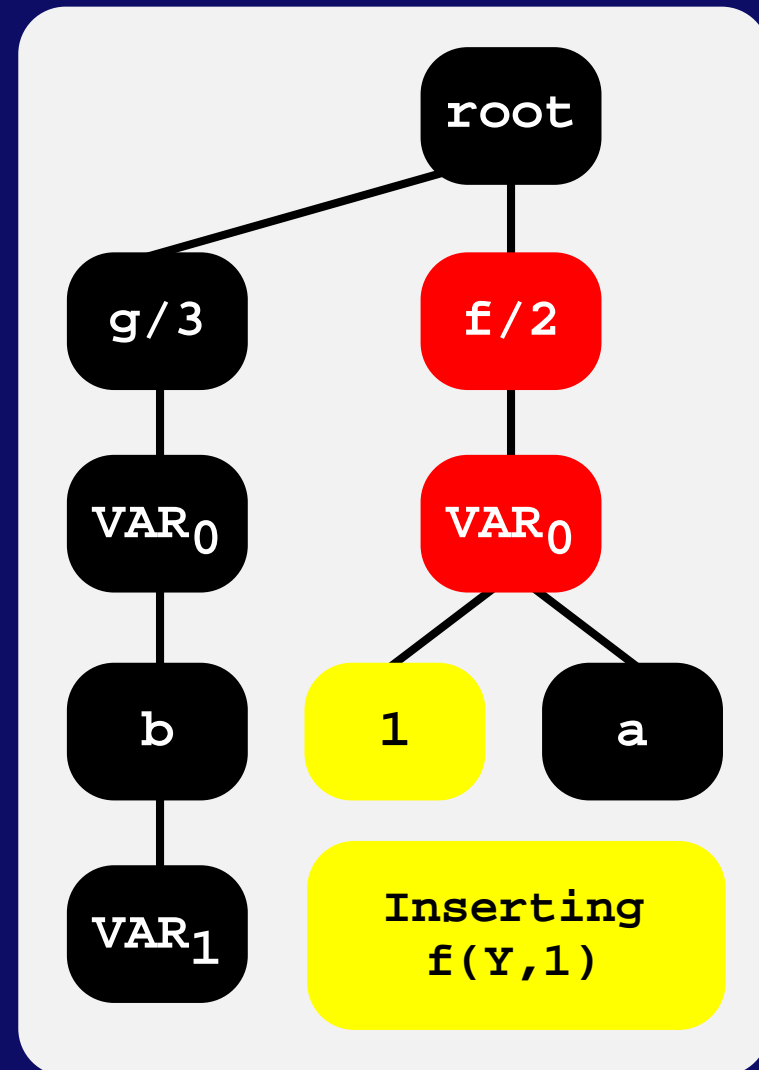 root
g/3 f/2
VAR0 VAR0
b 1 a
VAR1
Inserting
f(Y,1)